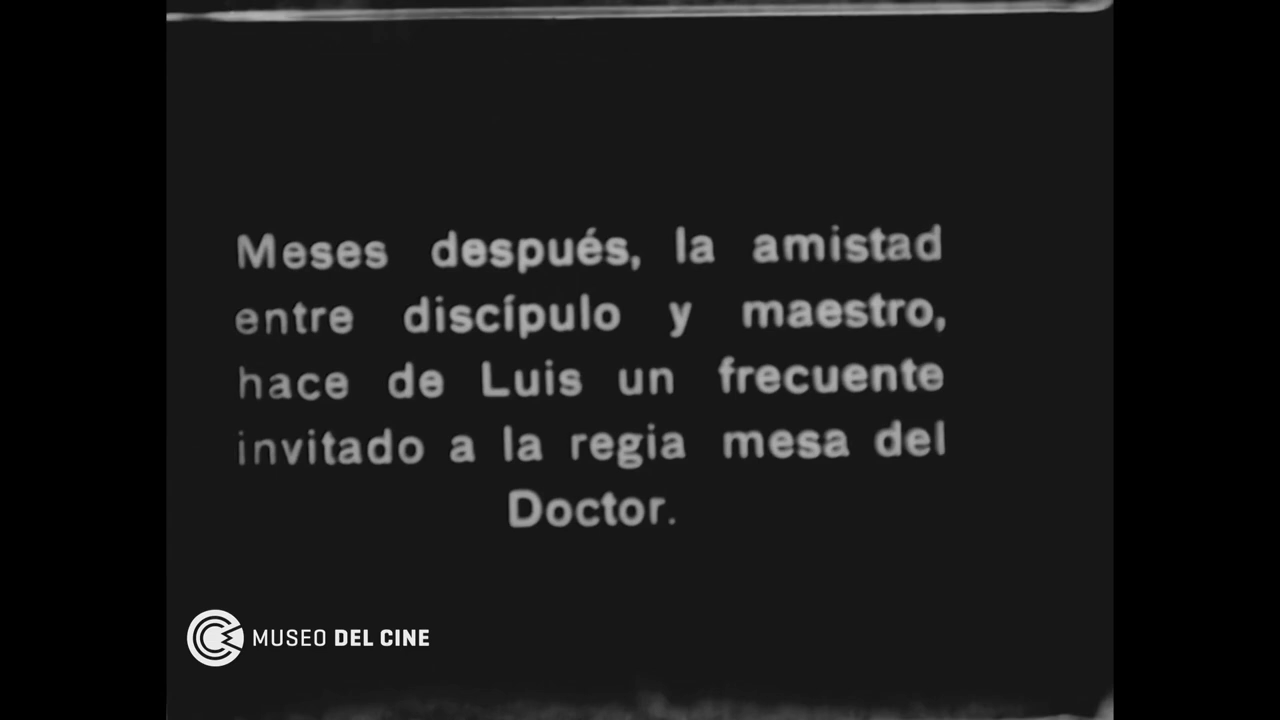 Meses después, la amistad
entre discípulo y maestro,
hace de Luis un frecuente
invitado a la regia mesa del
Doctor.
MUSEO DEL CINE